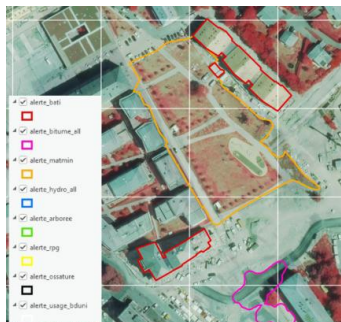 alerte_bati
alerte_bitume_all
alerte_matmin
alerte_hydro_all
alerte_arboree
alerte_rpg
alerte_ossature
alerte_usage_bduni